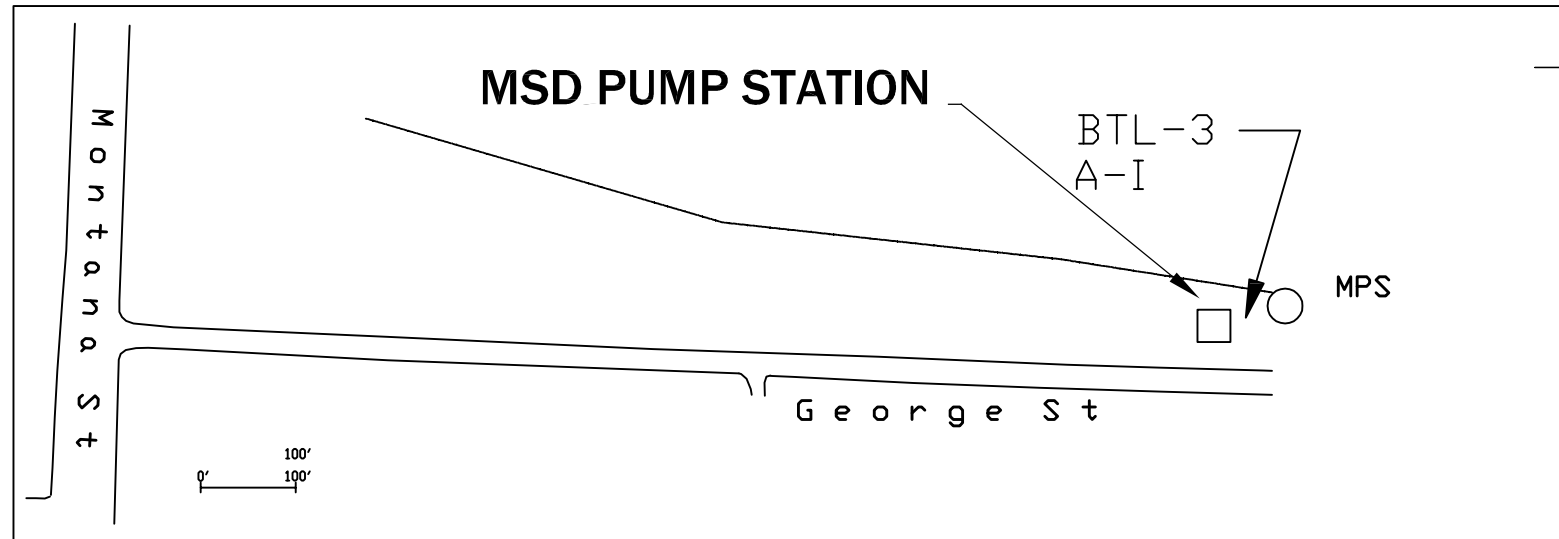 MSD PUMP STATION
BTL-3
A-I
Montana St
MPS
George St
100'
0' 100'